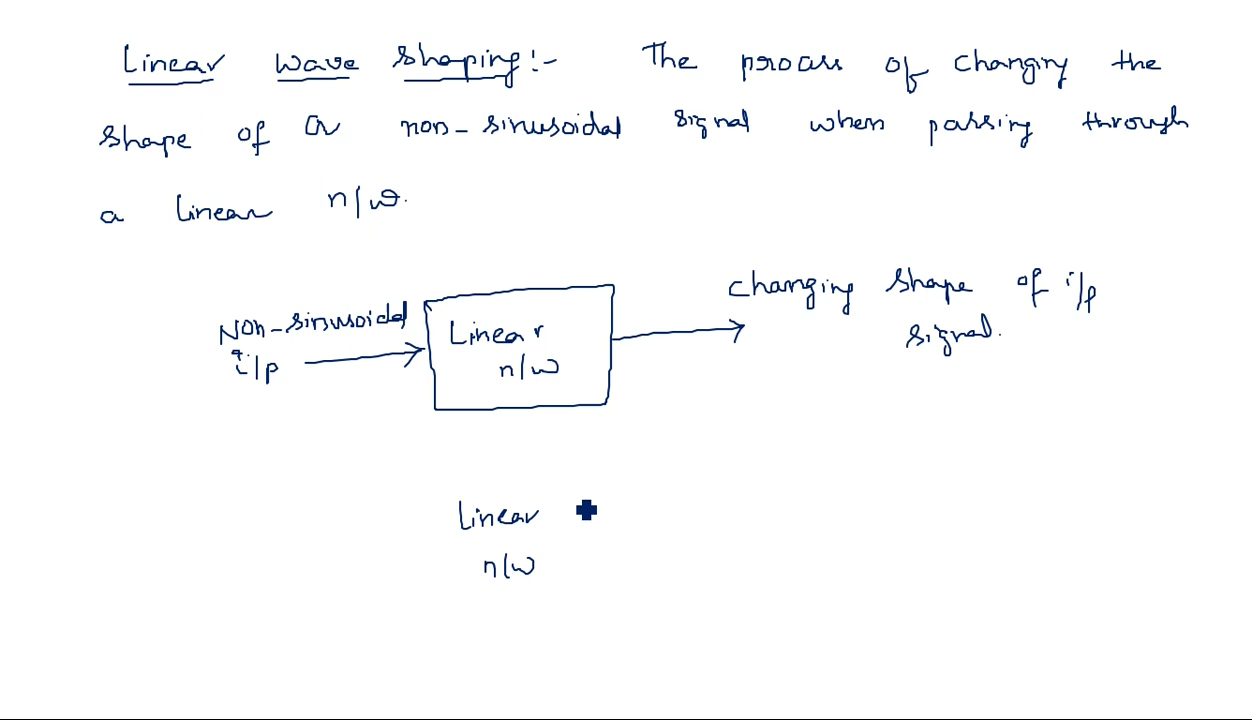 Linear wave shaping:- The process of changing the
shape of a non-sinusoidal signal when passing through
a linear n/w.
Non-sinusoidal
i/p
Linear
n/w
changing shape of i/p
signal.
Linear
n/w